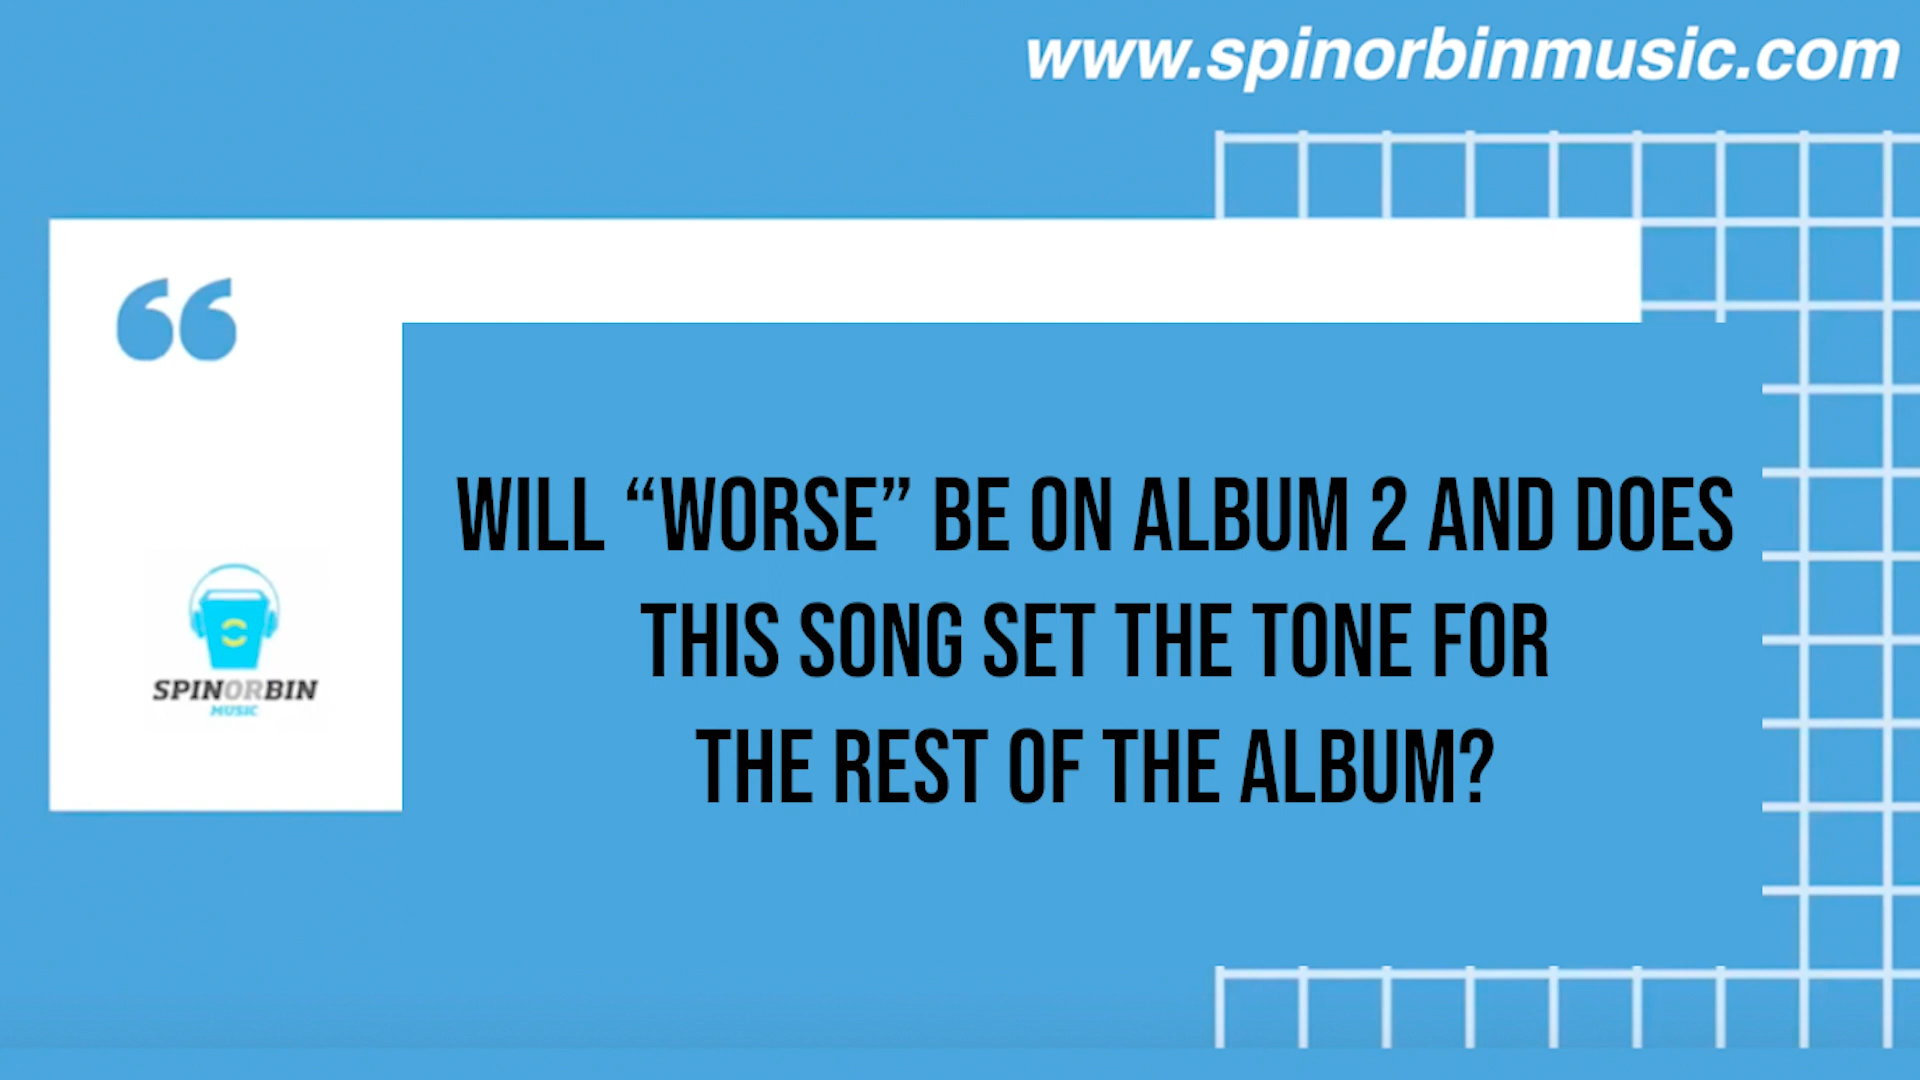 www.spinorbinmusic.com
“
SPINORBIN
MUSIC
WILL “WORSE” BE ON ALBUM 2 AND DOES
THIS SONG SET THE TONE FOR
THE REST OF THE ALBUM?